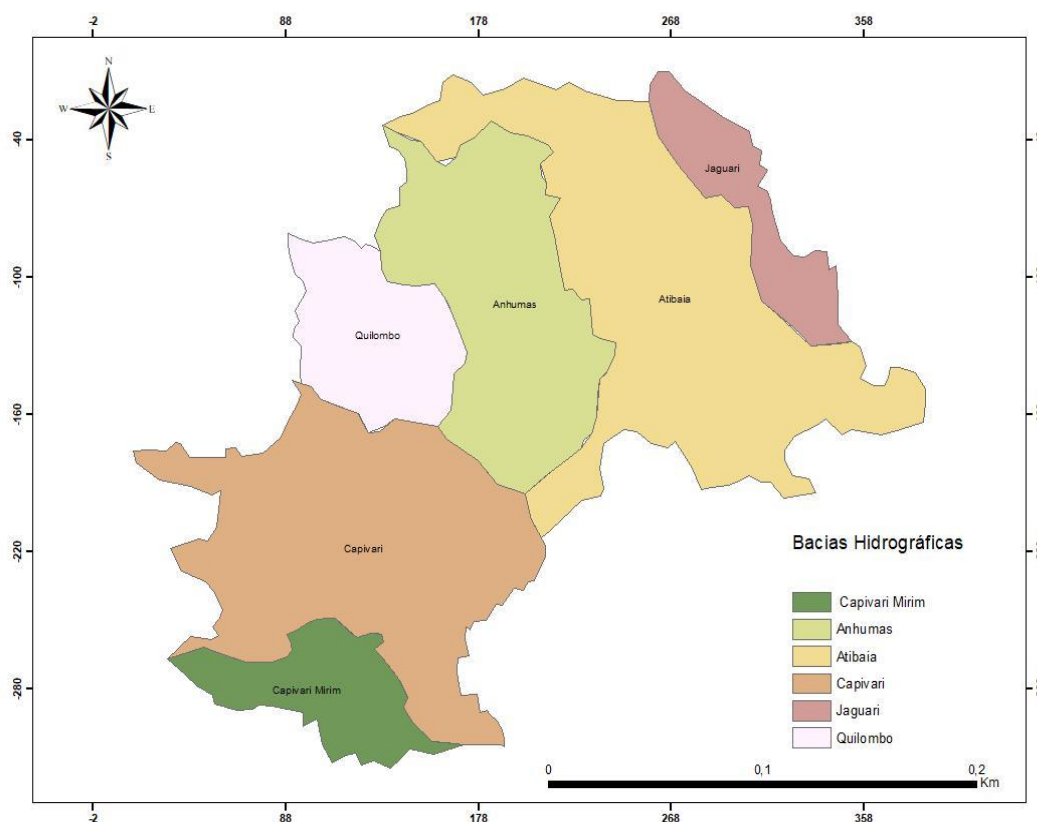 -2 88 178 268 358
N
W E
S
40
Jaguari
-100
Anhumas
Atibaia
Quilombo
-160
-220
Capivari
Bacias Hidrográficas
Capivari Mirim
Anhumas
Atibaia
Capivari
Jaguari
Quilombo
-280
Capivari Mirim
0 0,1 0,2
Km
-2 88 178 268 358